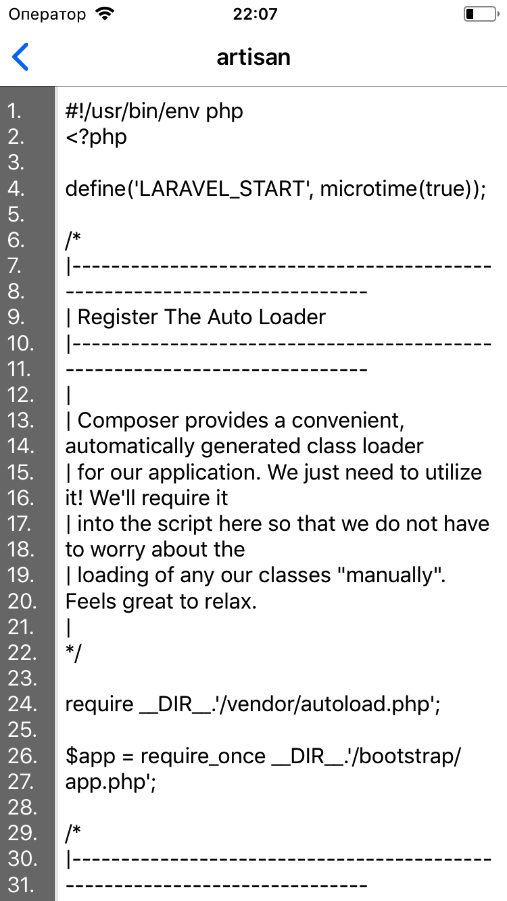 Оператор 22:07
artisan
1. #!/usr/bin/env php
2. <?php
3.
4. define('LARAVEL_START', microtime(true));
5.
6. /*
7. |-------------------------------------------
8. -------------------------------
9. | Register The Auto Loader
10. |-------------------------------------------
11. -------------------------------
12. |
13. | Composer provides a convenient,
14. automatically generated class loader
15. | for our application. We just need to utilize
16. it! We'll require it
17. | into the script here so that we do not have
18. to worry about the
19. | loading of any our classes "manually".
20. Feels great to relax.
21. |
22. */
23.
24. require __DIR__.'/vendor/autoload.php';
25.
26. $app = require_once __DIR__.'/bootstrap/
27. app.php';
28.
29. /*
30. |-------------------------------------------
31. -------------------------------